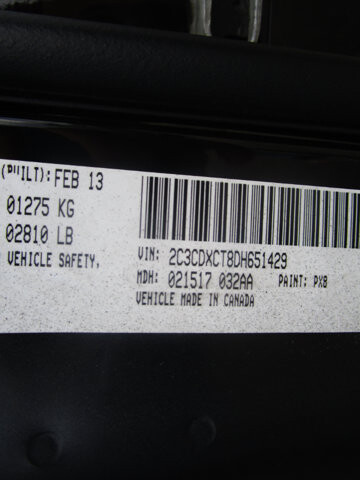 (BUILT): FEB 13
01275 KG
02810 LB
VEHICLE SAFETY,
VIN: 2C3CDXCT8DH651429
MDH: 021517 032AA PAINT: PX8
VEHICLE MADE IN CANADA